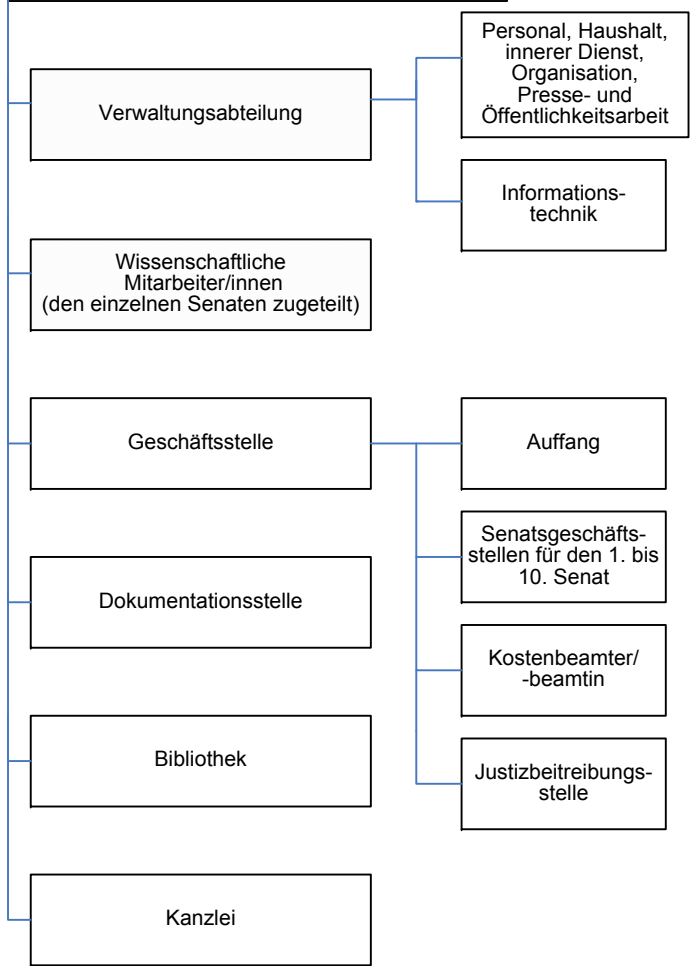 Verwaltungsabteilung
Personal, Haushalt,
innerer Dienst,
Organisation,
Presse- und
Öffentlichkeitsarbeit
Informations-
technik
Wissenschaftliche
Mitarbeiter/innen
(den einzelnen Senaten zugeteilt)
Geschäftsstelle
Auffang
Senatsgeschäfts-
stellen für den 1. bis
10. Senat
Kostenbeamter/
-beamtin
Justizbeitreibungs-
stelle
Dokumentationsstelle
Bibliothek
Kanzlei